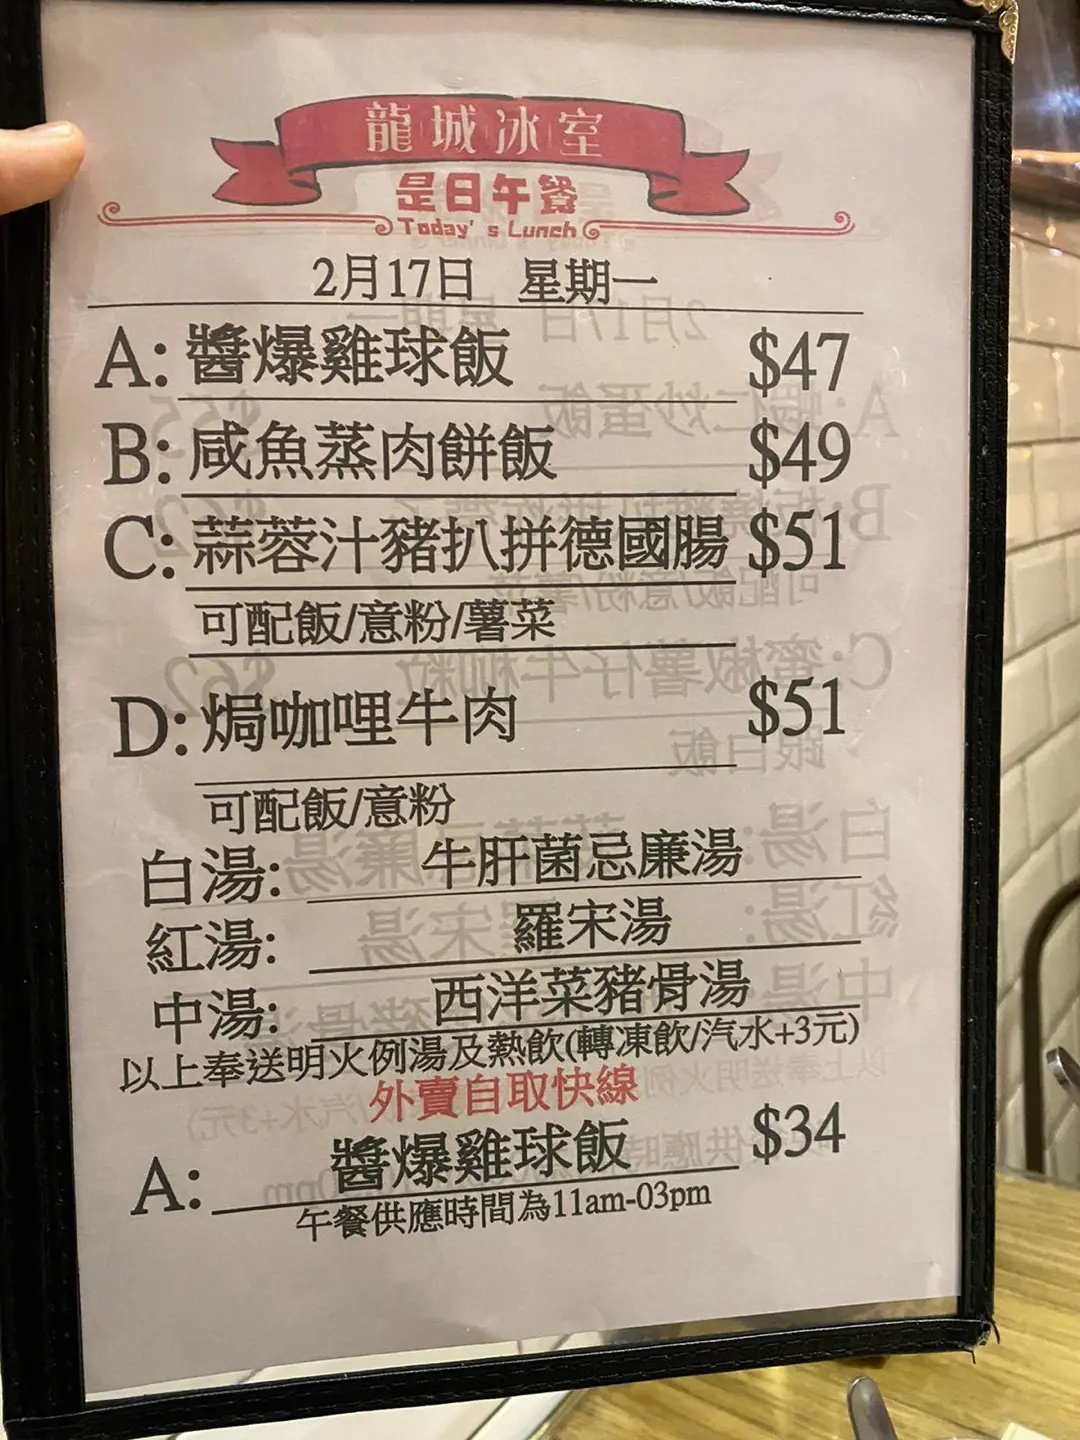 龍城冰室
是日午餐
Today's Lunch
2月17日 星期一
A: 醬爆雞球飯 $47
B: 咸魚蒸肉餅飯 $49
C: 蒜蓉汁豬扒拼德國腸 $51
可配飯/意粉/薯菜
D: 焗咖哩牛肉 $51
可配飯/意粉
白湯: 牛肝菌忌廉湯
紅湯: 羅宋湯
中湯: 西洋菜豬骨湯
以上奉送明火例湯及熱飲(轉凍飲/汽水+3元)
外賣自取快線
A: 醬爆雞球飯 $34
午餐供應時間為11am-03pm